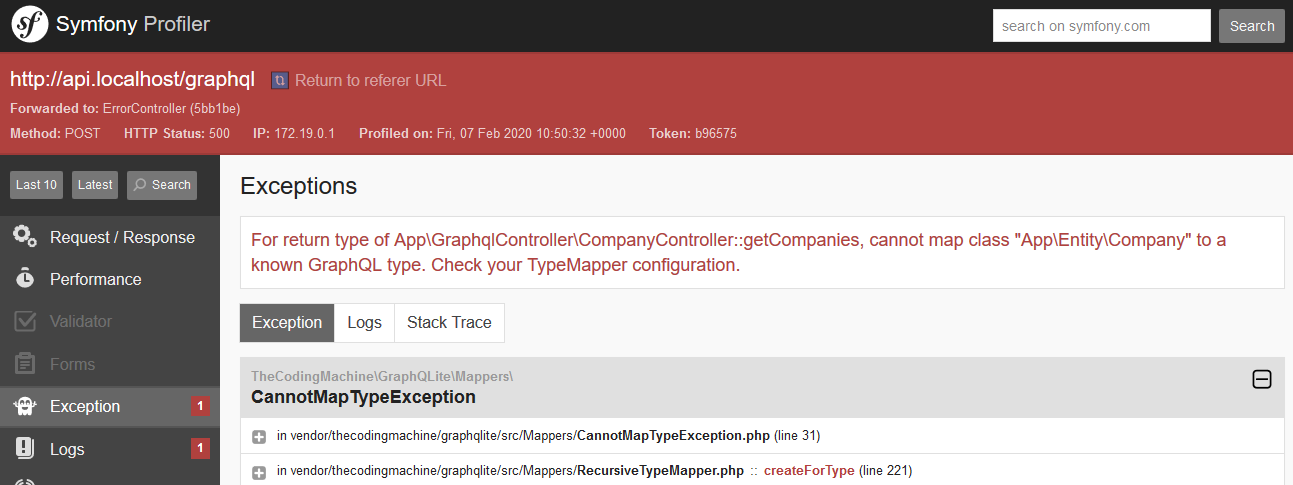 sf Symfony Profiler
search on symfony.com
Search
http://api.localhost/graphql Return to referer URL
Forwarded to: ErrorController (5bb1be)
Method: POST HTTP Status: 500 IP: 172.19.0.1 Profiled on: Fri, 07 Feb 2020 10:50:32 +0000 Token: b96575
Last 10 Latest Search
Request / Response
Performance
Validator
Forms
Exception 1
Logs 1
Exceptions
For return type of App\GraphqlController\CompanyController::getCompanies, cannot map class "App\Entity\Company" to a
known GraphQL type. Check your TypeMapper configuration.
Exception Logs Stack Trace
TheCodingMachine\GraphQLite\Mappers\
CannotMapTypeException
in vendor/thecodingmachine/graphqlite/src/Mappers/CannotMapTypeException.php (line 31)
in vendor/thecodingmachine/graphqlite/src/Mappers/RecursiveTypeMapper.php :: createForType (line 221)